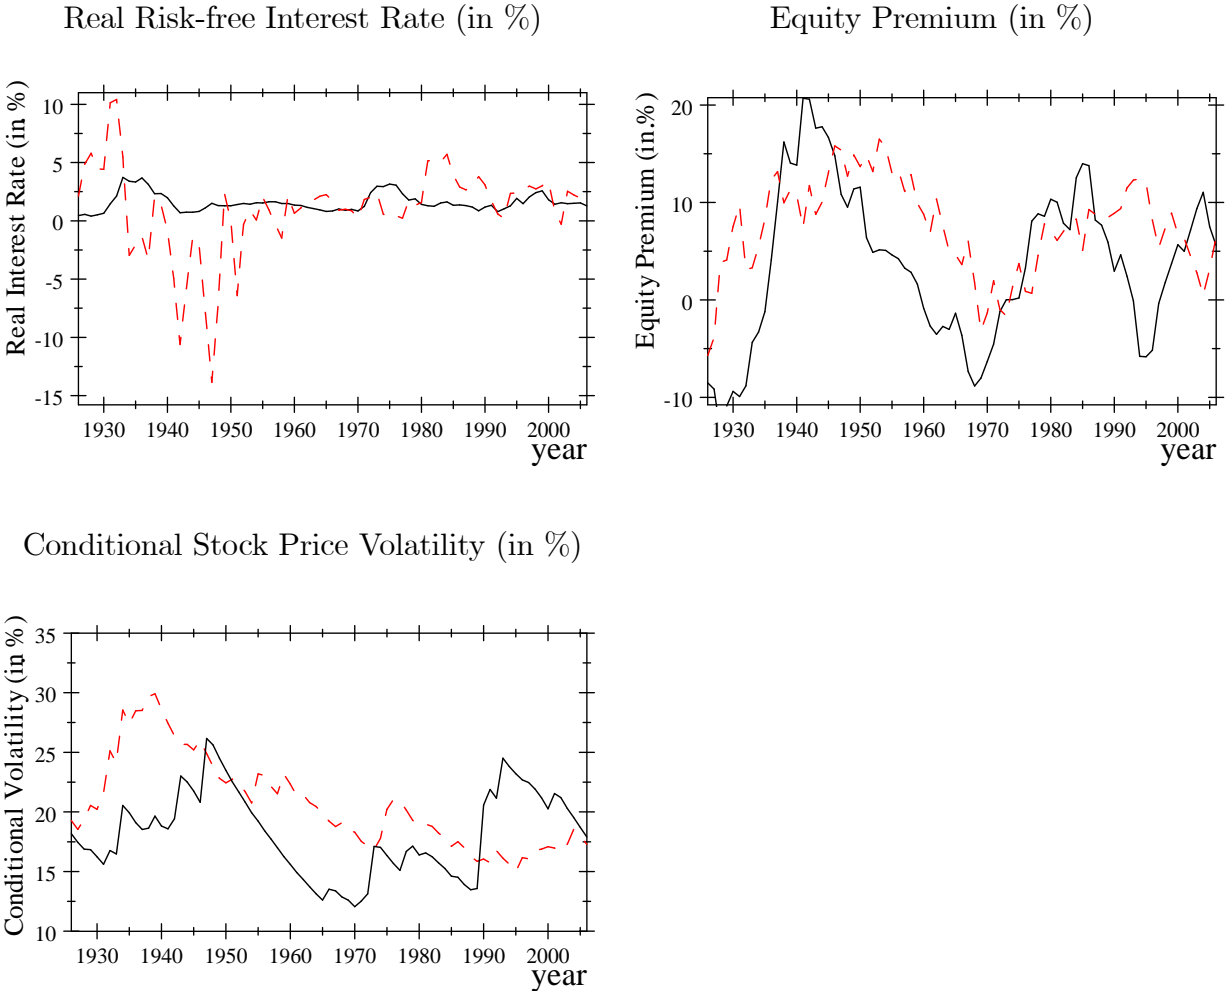 Real Risk-free Interest Rate (in %)
Real Interest Rate (in %)
10
5
0
-5
-10
-15
1930 1940 1950 1960 1970 1980 1990 2000
year
Equity Premium (in %)
Equity Premium (in %)
20
10
0
-10
1930 1940 1950 1960 1970 1980 1990 2000
year
Conditional Stock Price Volatility (in %)
Conditional Volatility (in %)
35
30
25
20
15
10
1930 1940 1950 1960 1970 1980 1990 2000
year